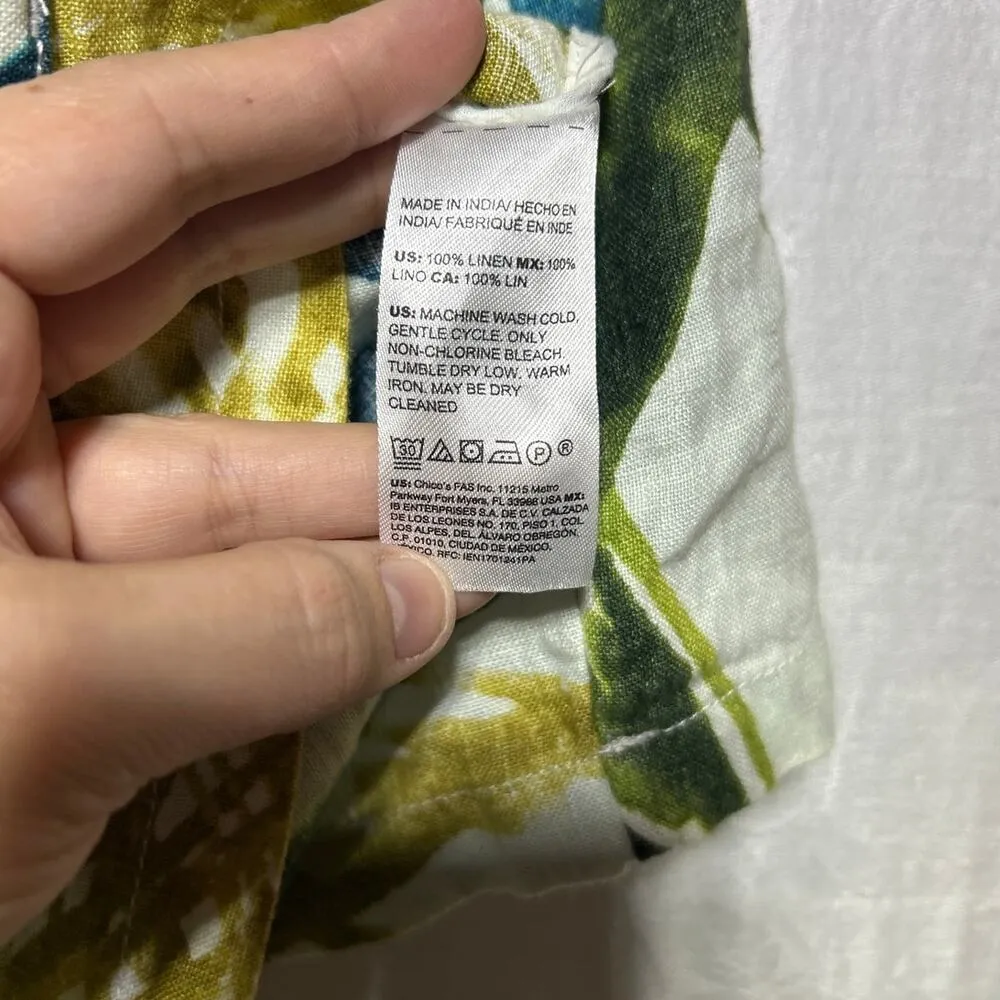 MADE IN INDIA/ HECHO EN
INDIA/ FABRIQUÉ EN INDE
US: 100% LINEN MX: 100%
LINO CA: 100% LIN
US: MACHINE WASH COLD.
GENTLE CYCLE. ONLY
NON-CHLORINE BLEACH.
TUMBLE DRY LOW. WARM
IRON. MAY BE DRY
CLEANED
30 P ®
US: Chico's FAS Inc. 11215 Metro
Parkway Fort Myers, FL 33966 USA MX:
IB ENTERPRISES S.A. DE C.V. CALZADA
DE LOS LEONES NO. 170, PISO 1, COL.
LOS ALPES, DEL. ÁLVARO OBREGÓN,
C.P. 01010, CIUDAD DE MÉXICO,
RFC: IEN1701241PA